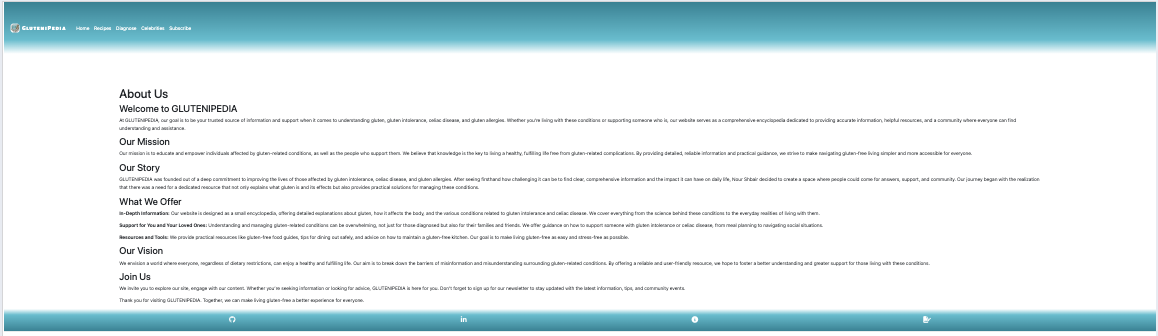 GLUTENIPEDIA Home Recipes Diagnose Celebrities Subscribe
About Us
Welcome to GLUTENIPEDIA
At GLUTENIPEDIA, our goal is to be your trusted source of information and support when it comes to understanding gluten, gluten intolerance, celiac disease, and gluten allergies. Whether you're living with these conditions or supporting someone who is, our website serves as a comprehensive encyclopedia dedicated to providing accurate information, helpful resources, and a community where everyone can find
understanding and assistance.
Our Mission
Our mission is to educate and empower individuals affected by gluten-related conditions, as well as the people who support them. We believe that knowledge is the key to living a healthy, fulfilling life free from gluten-related complications. By providing detailed, reliable information and practical guidance, we strive to make navigating gluten-free living simpler and more accessible for everyone.
Our Story
GLUTENIPEDIA was founded out of a deep commitment to improving the lives of those affected by gluten intolerance, celiac disease, and gluten allergies. After seeing firsthand how challenging it can be to find clear, comprehensive information and the impact it can have on daily life, Nour Shbair decided to create a space where people could come for answers, support, and community. Our journey began with the realization
that there was a need for a dedicated resource that not only explains what gluten is and its effects but also provides practical solutions for managing these conditions.
What We Offer
In-Depth Information: Our website is designed as a small encyclopedia, offering detailed explanations about gluten, how it affects the body, and the various conditions related to gluten intolerance and celiac disease. We cover everything from the science behind these conditions to the everyday realities of living with them.
Support for You and Your Loved Ones: Understanding and managing gluten-related conditions can be overwhelming, not just for those diagnosed but also for their families and friends. We offer guidance on how to support someone with gluten intolerance or celiac disease, from meal planning to navigating social situations.
Resources and Tools: We provide practical resources like gluten-free food guides, tips for dining out safely, and advice on how to maintain a gluten-free kitchen. Our goal is to make living gluten-free as easy and stress-free as possible.
Our Vision
We envision a world where everyone, regardless of dietary restrictions, can enjoy a healthy and fulfilling life. Our aim is to break down the barriers of misinformation and misunderstanding surrounding gluten-related conditions. By offering a reliable and user-friendly resource, we hope to foster a better understanding and greater support for those living with these conditions.
Join Us
We invite you to explore our site, engage with our content. Whether you're seeking information or looking for advice, GLUTENIPEDIA is here for you. Don't forget to sign up for our newsletter to stay updated with the latest information, tips, and community events.
Thank you for visiting GLUTENIPEDIA. Together, we can make living gluten-free a better experience for everyone.